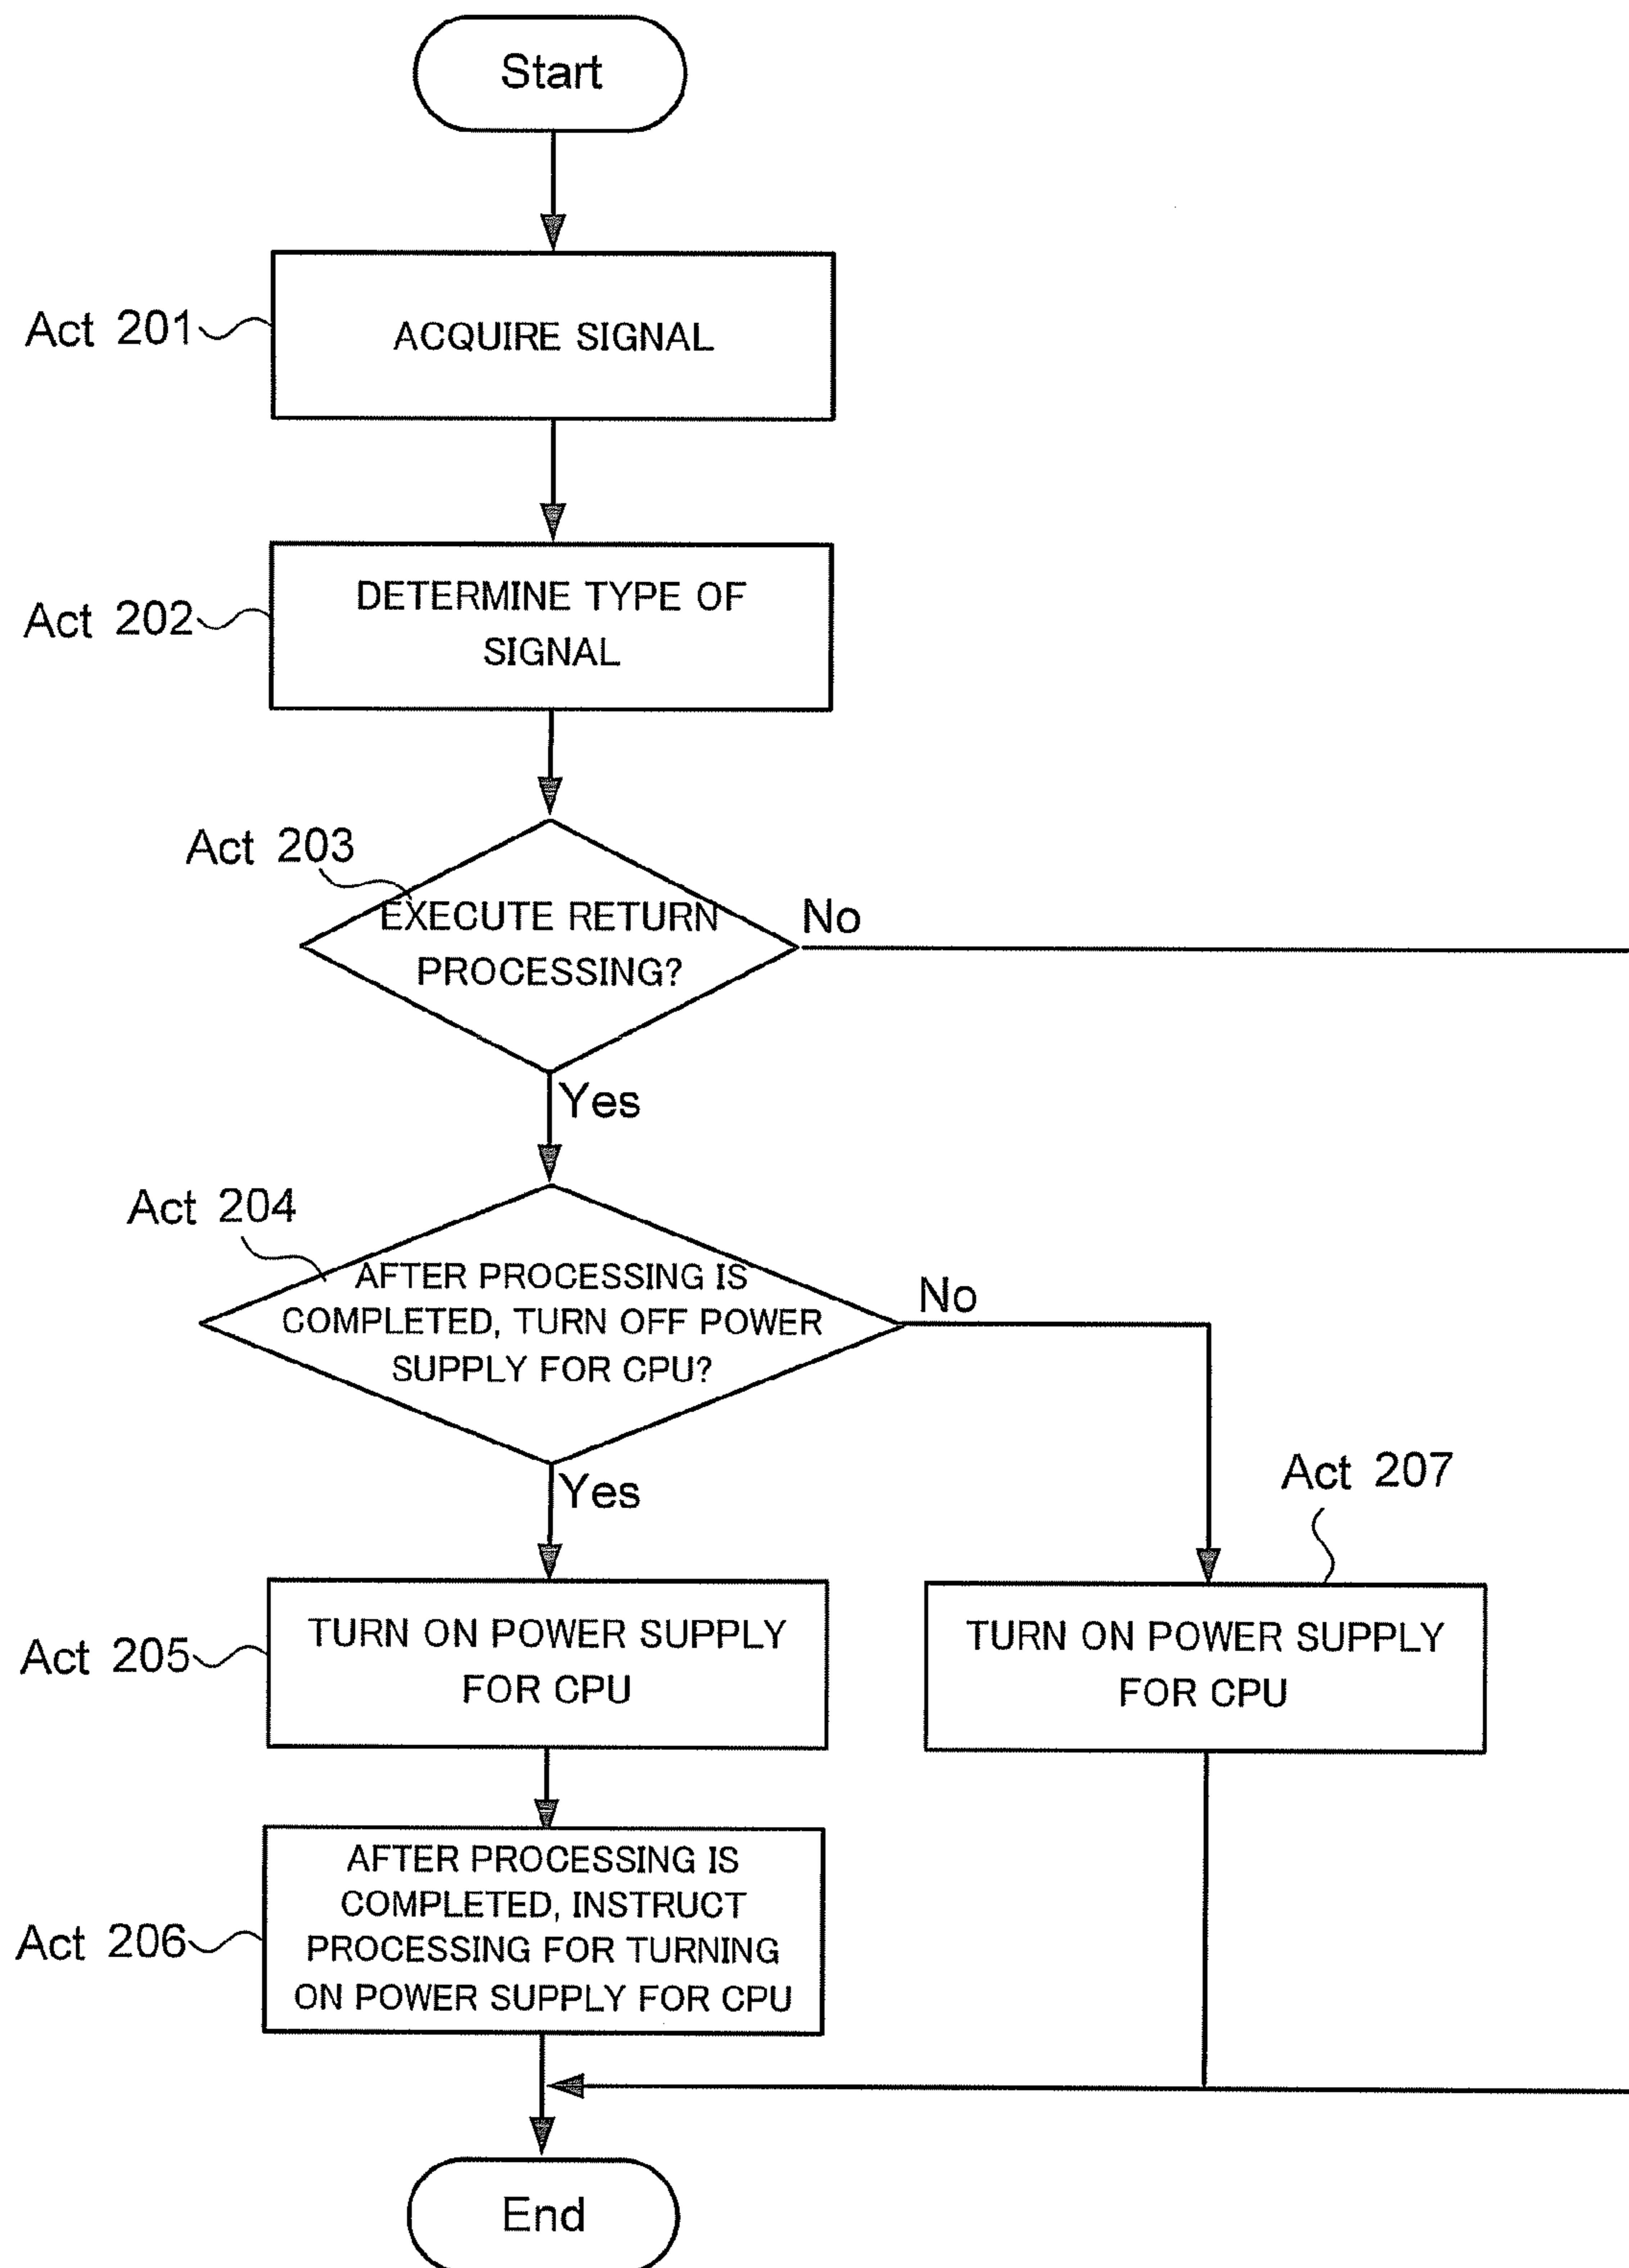 Start
Act 201
ACQUIRE SIGNAL
Act 202
DETERMINE TYPE OF
SIGNAL
Act 203
EXECUTE RETURN
PROCESSING?
No
Yes
Act 204
AFTER PROCESSING IS
COMPLETED, TURN OFF POWER
SUPPLY FOR CPU?
No
Yes
Act 207
Act 205
TURN ON POWER SUPPLY
FOR CPU
TURN ON POWER SUPPLY
FOR CPU
Act 206
AFTER PROCESSING IS
COMPLETED, INSTRUCT
PROCESSING FOR TURNING
ON POWER SUPPLY FOR CPU
End